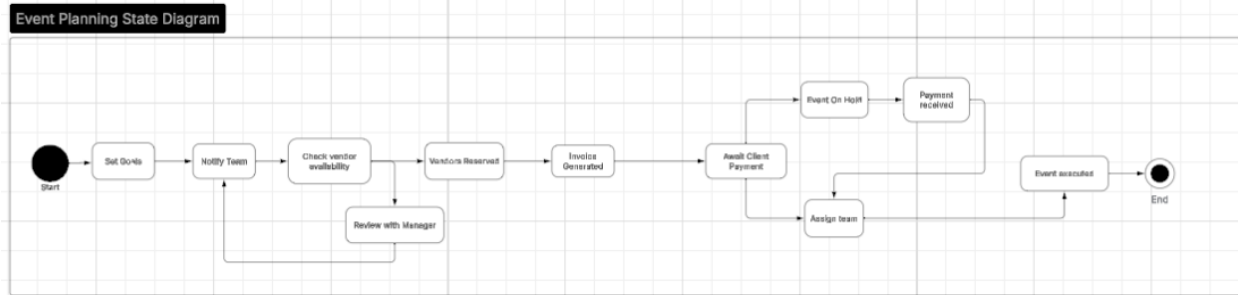 Event Planning State Diagram
Start
Set Goals
Notify Team
Check vendor
availability
Review with Manager
Vendors Reserved
Invoice
Generated
Await Client
Payment
Event On Hold
Payment
received
Assign team
Event executed
End